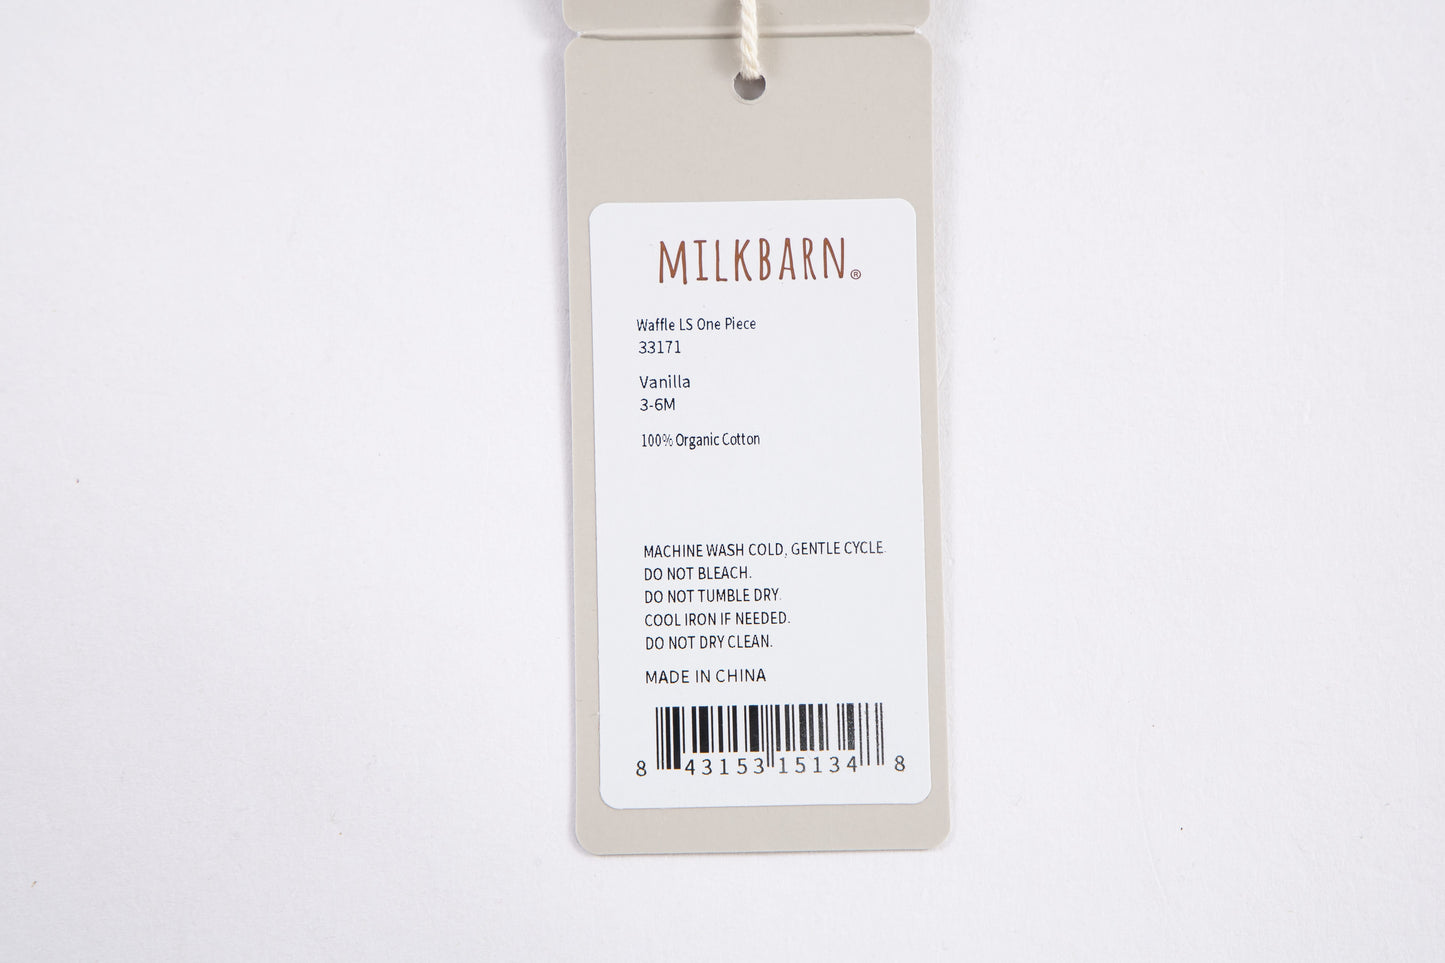 MILKBARN®
Waffle LS One Piece
33171
Vanilla
3-6M
100% Organic Cotton
MACHINE WASH COLD, GENTLE CYCLE.
DO NOT BLEACH.
DO NOT TUMBLE DRY.
COOL IRON IF NEEDED.
DO NOT DRY CLEAN.
MADE IN CHINA
8 43153 15134 8